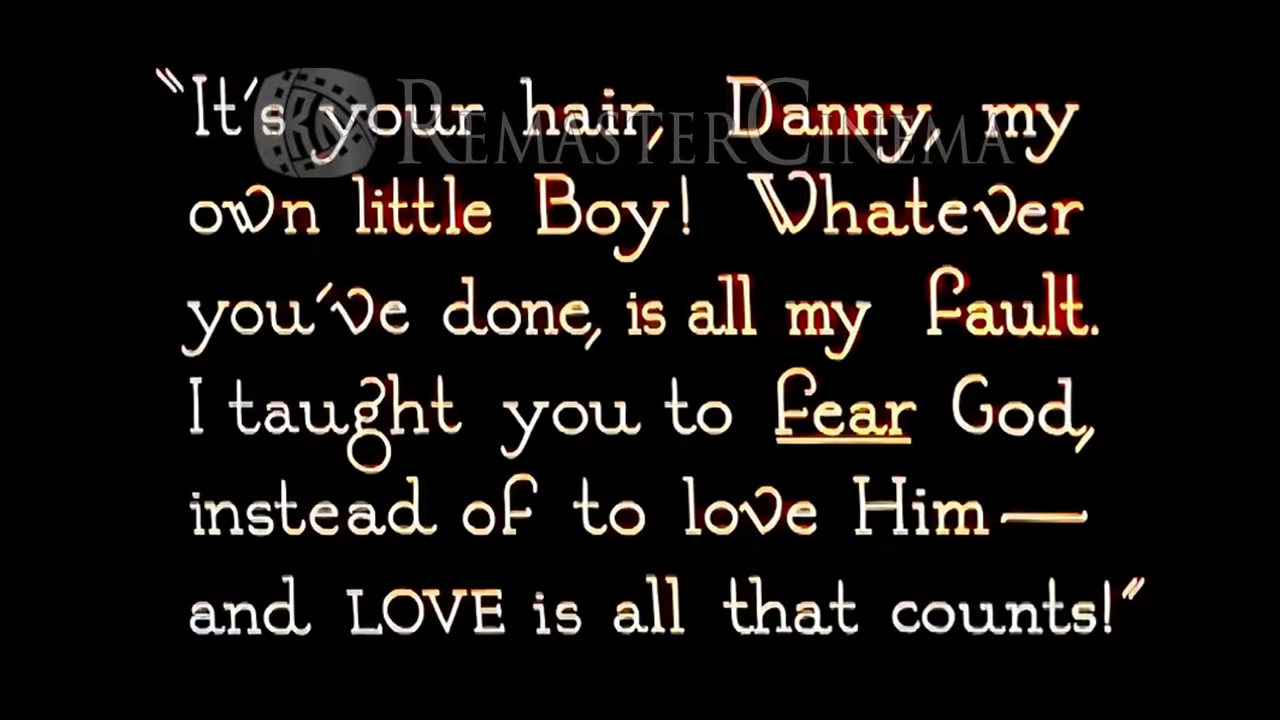 "It's your hair, Danny, my
REMASTERCINEMA
own little Boy! Whatever
you've done, is all my fault.
I taught you to fear God,
instead of to love Him—
and LOVE is all that counts!"